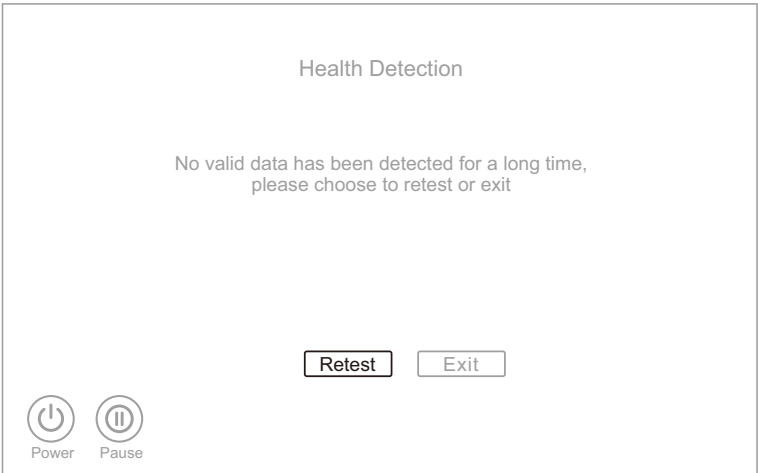 Health Detection
No valid data has been detected for a long time,
please choose to retest or exit
Retest Exit
Power Pause